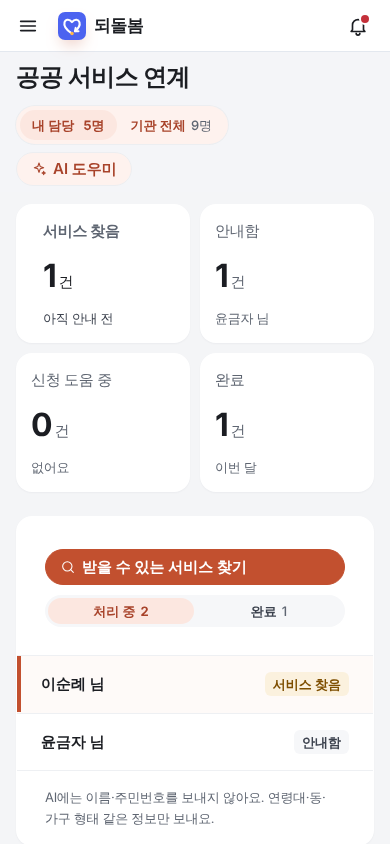 되돌봄
공공 서비스 연계
내 담당 5명 기관 전체 9명
AI 도우미
서비스 찾음
1건
아직 안내 전
안내함
1건
윤금자 님
신청 도움 중
0건
없어요
완료
1건
이번 달
받을 수 있는 서비스 찾기
처리 중 2 완료 1
이순례 님 서비스 찾음
윤금자 님 안내함
AI에는 이름·주민번호를 보내지 않아요. 연령대·동·
가구 형태 같은 정보만 보내요.